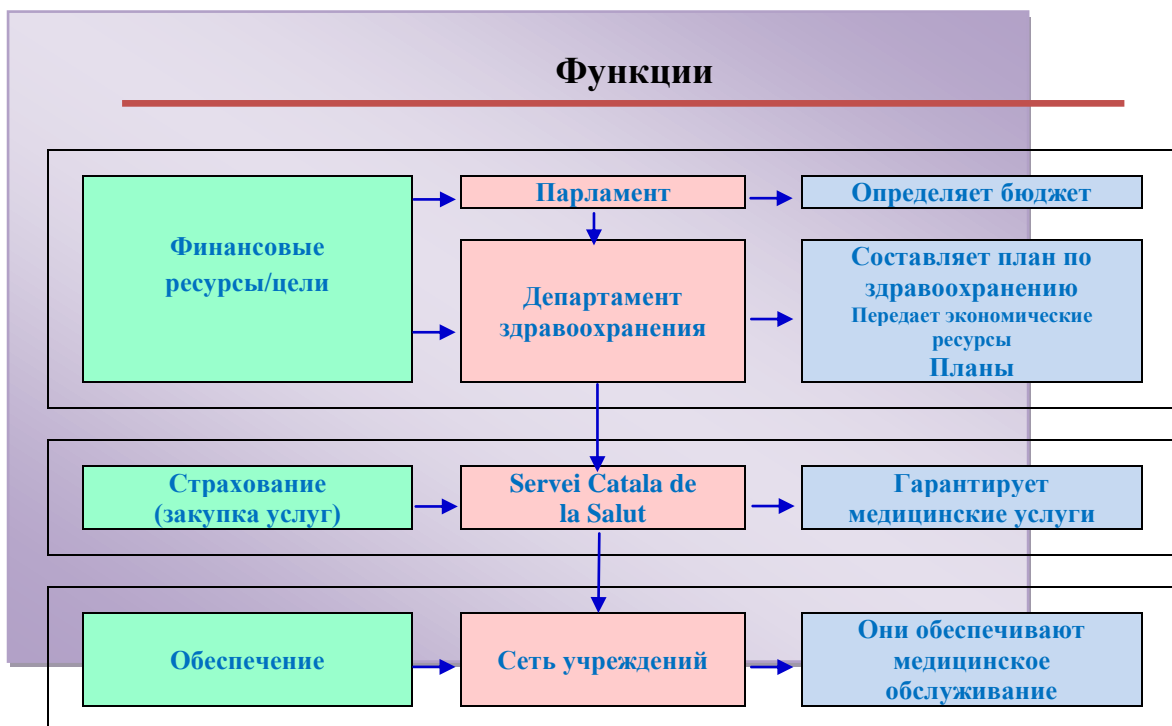 Функции
Финансовые
ресурсы/цели
Парламент
Определяет бюджет
Департамент
здравоохранения
Составляет план по
здравоохранению
Передает экономические
ресурсы
Планы
Страхование
(закупка услуг)
Servei Catala de
la Salut
Гарантирует
медицинские услуги
Обеспечение
Сеть учреждений
Они обеспечивают
медицинское
обслуживание